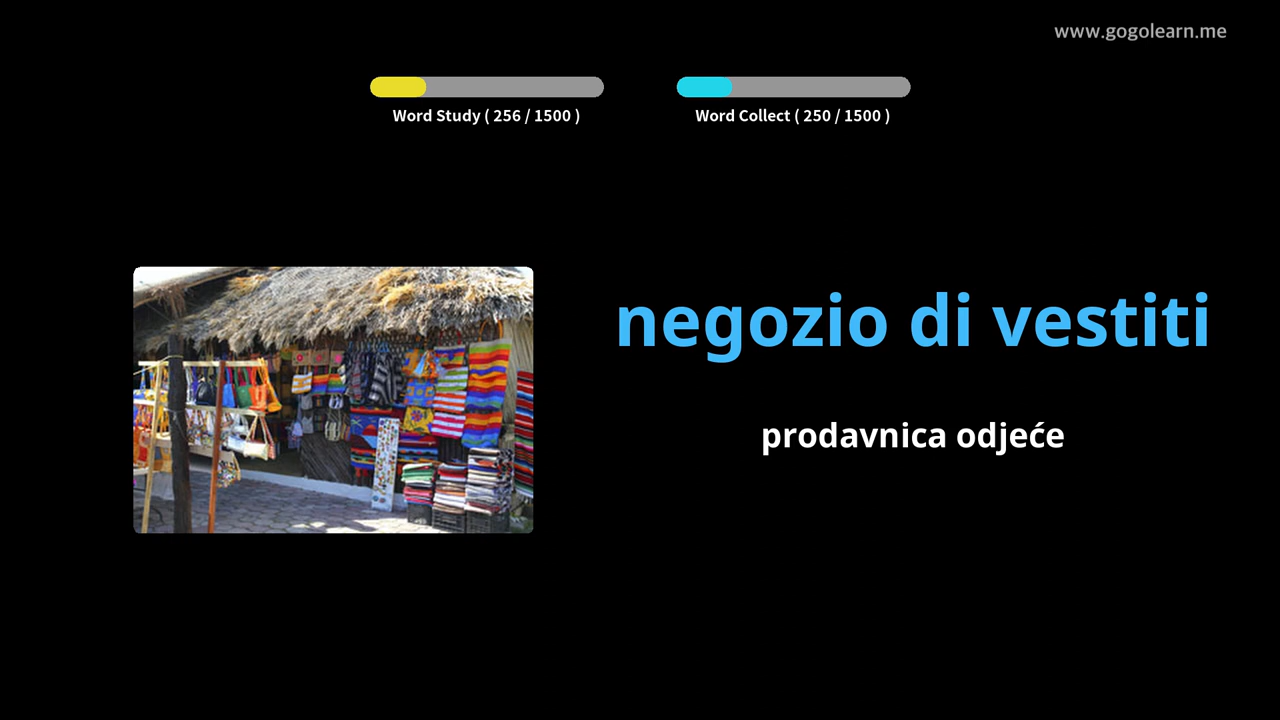 www.gogolearn.me
Word Study ( 256 / 1500 )
Word Collect ( 250 / 1500 )
negozio di vestiti
prodavnica odjeće